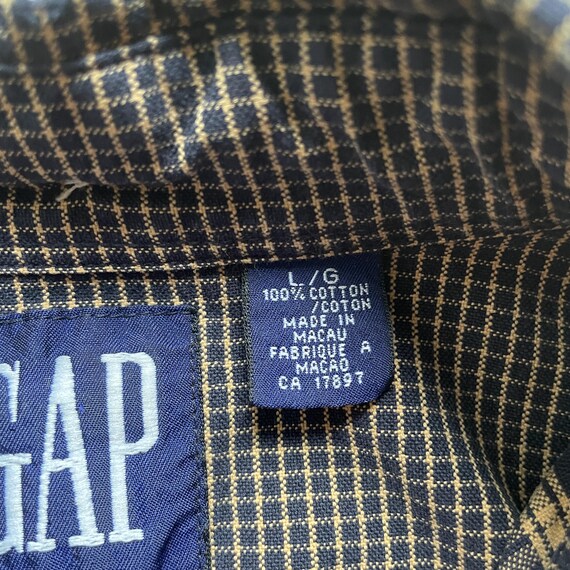 L/G
100% COTTON
/COTON
MADE IN
MACAU
FABRIQUE A
MACAO
CA 17897
GAP